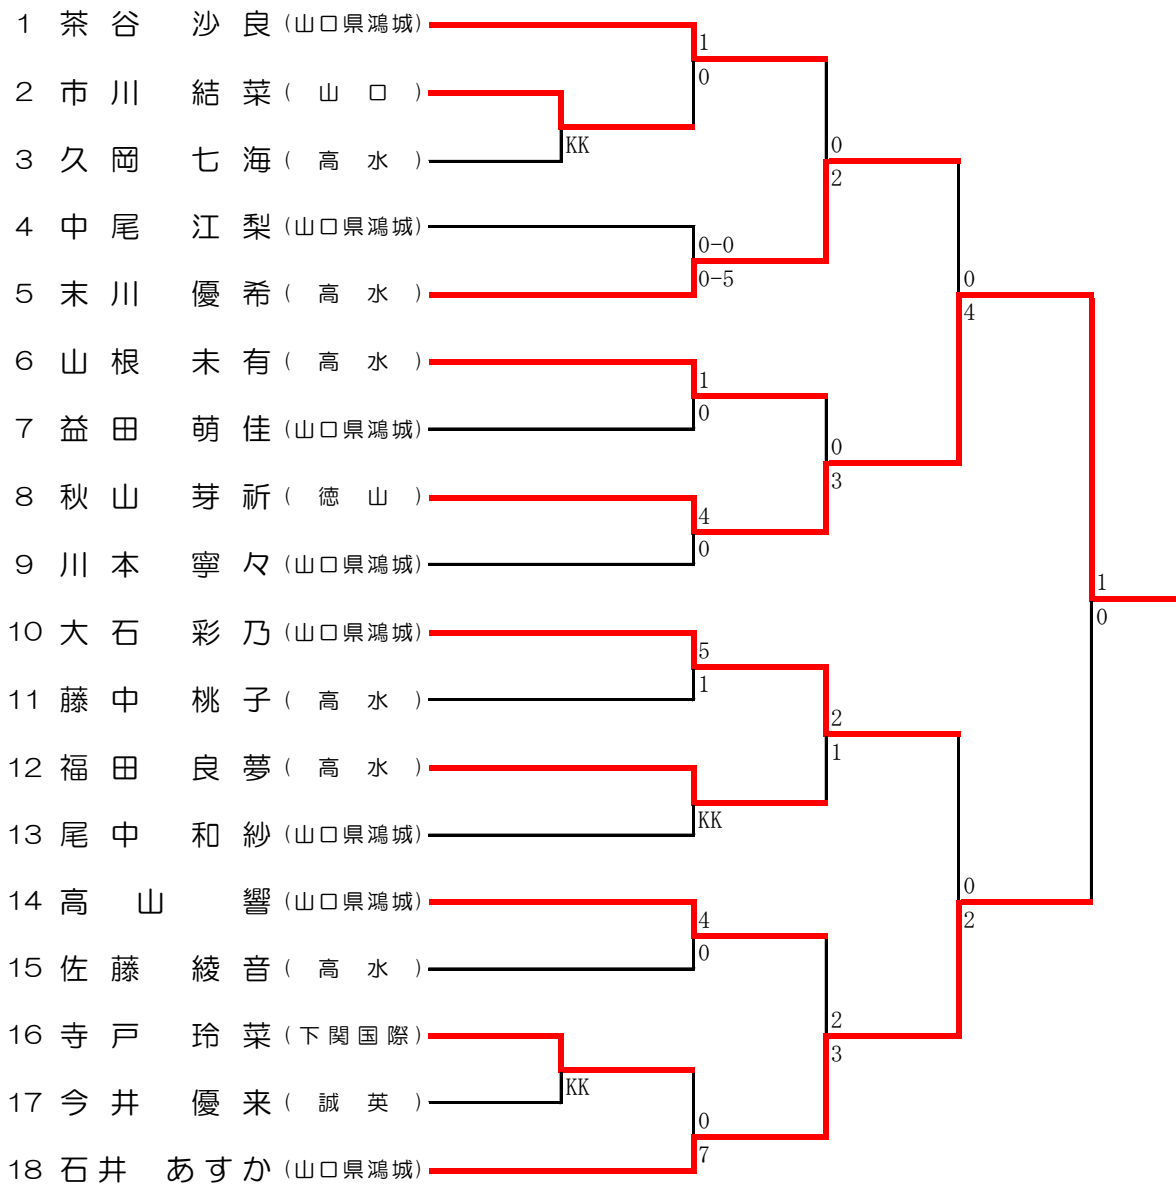 1 茶谷 沙良 (山口県鴻城)
1
0
2 市川 結菜 ( 山 口 )
KK
3 久岡 七海 ( 高 水 )
0
2
4 中尾 江梨 (山口県鴻城)
0-0
0-5
5 末川 優希 ( 高 水 )
0
4
6 山根 未有 ( 高 水 )
1
0
7 益田 萌佳 (山口県鴻城)
0
3
8 秋山 芽祈 ( 徳 山 )
4
0
9 川本 寧々 (山口県鴻城)
1
0
10 大石 彩乃 (山口県鴻城)
5
1
11 藤中 桃子 ( 高 水 )
2
1
12 福田 良夢 ( 高 水 )
KK
13 尾中 和紗 (山口県鴻城)
0
2
14 高山 響 (山口県鴻城)
4
0
15 佐藤 綾音 ( 高 水 )
2
3
16 寺戸 玲菜 (下関国際)
KK
17 今井 優来 ( 誠 英 )
0
7
18 石井 あすか (山口県鴻城)